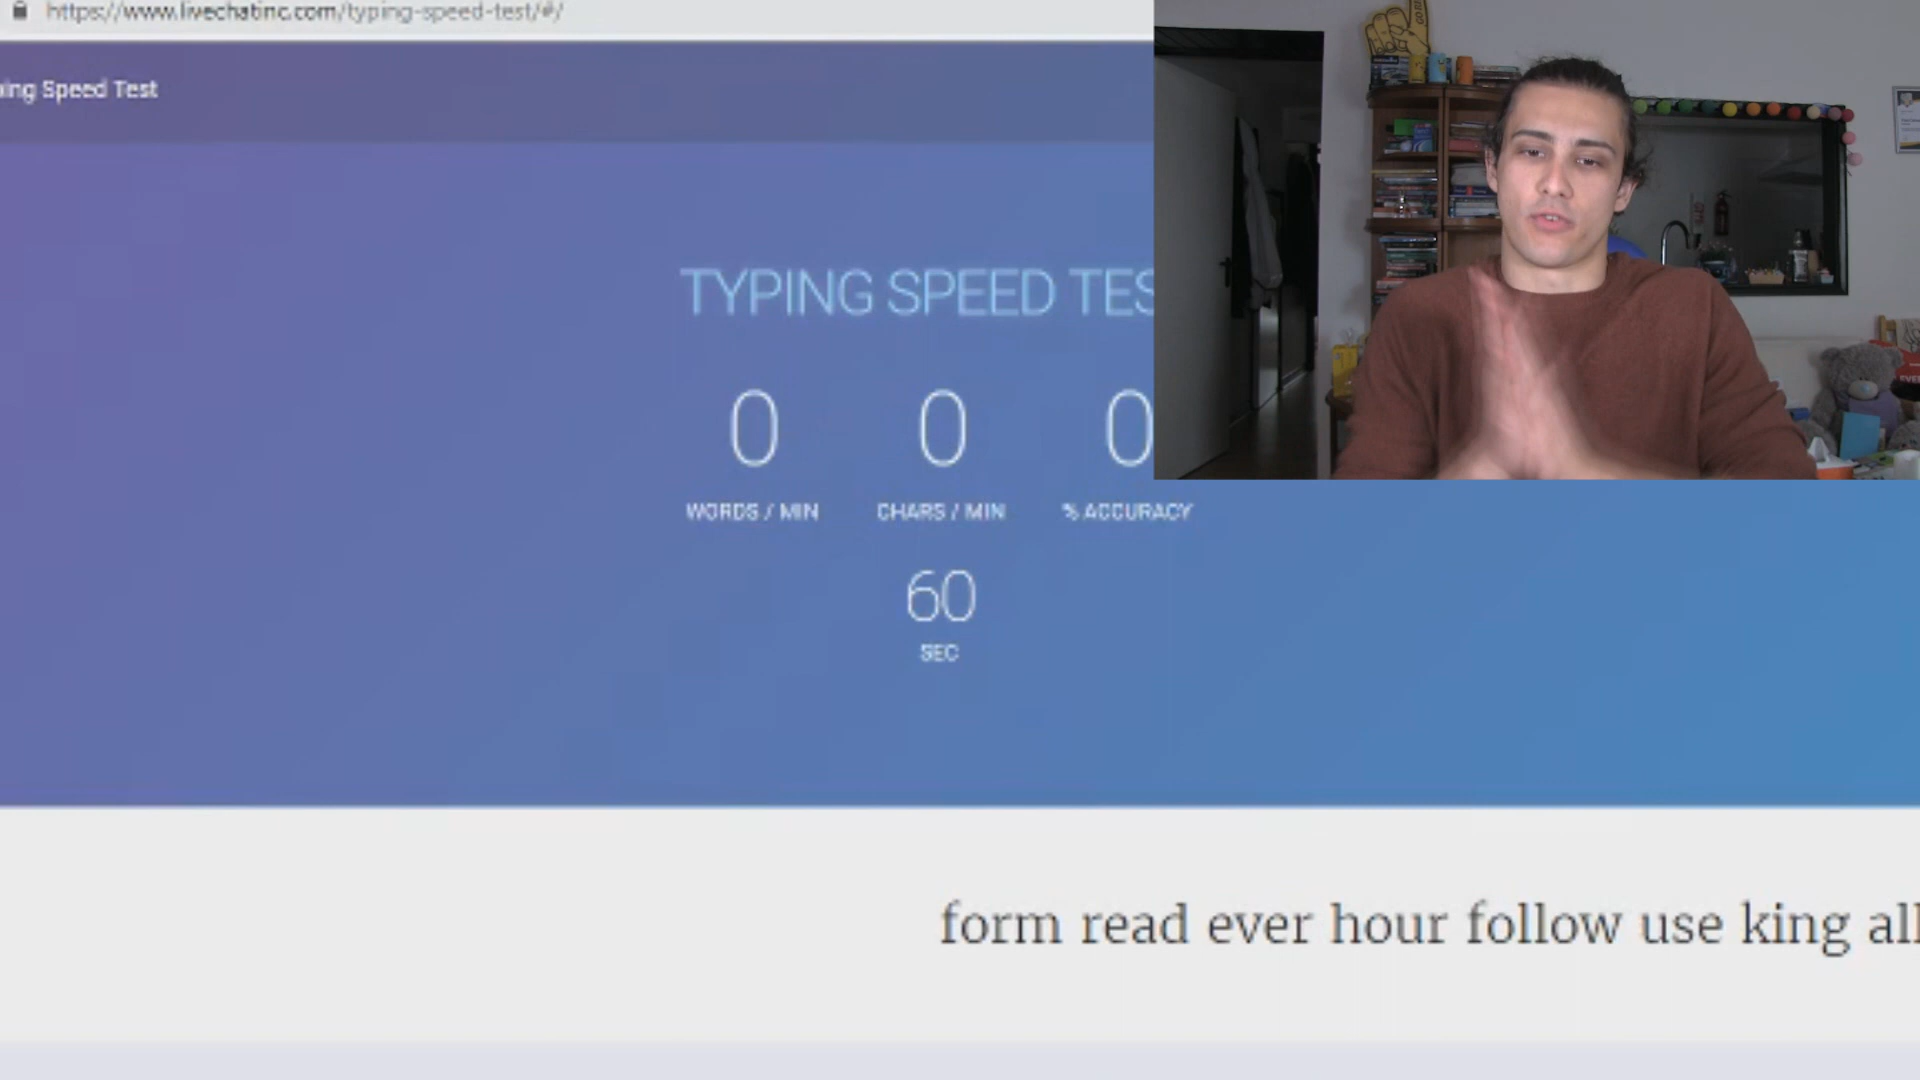 https://www.livechatinc.com/typing-speed-test/#/
ing Speed Test
TYPING SPEED TES
0 0 0
WORDS / MIN CHARS / MIN % ACCURACY
60
SEC
form read ever hour follow use king all